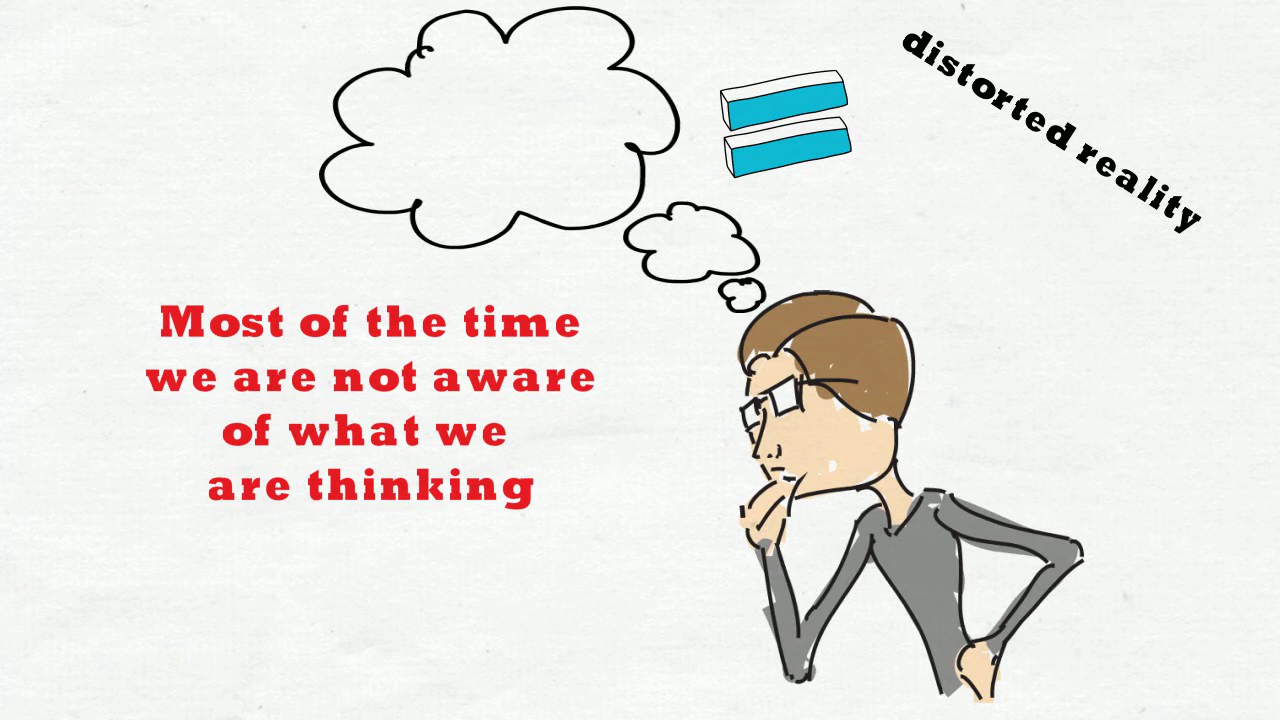 distorted reality
Most of the time
we are not aware
of what we
are thinking